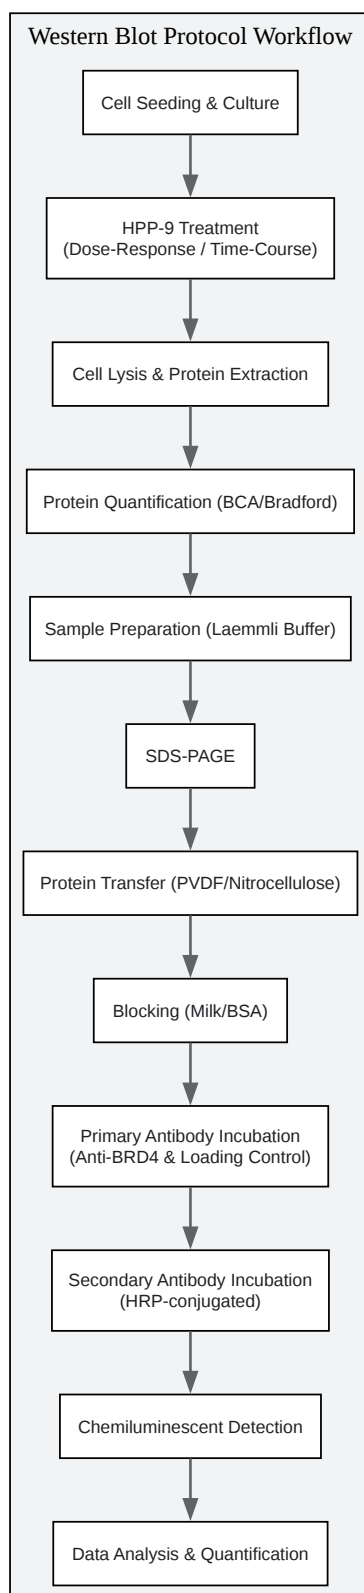 Western Blot Protocol Workflow
Cell Seeding & Culture
HPP-9 Treatment
(Dose-Response / Time-Course)
Cell Lysis & Protein Extraction
Protein Quantification (BCA/Bradford)
Sample Preparation (Laemmli Buffer)
SDS-PAGE
Protein Transfer (PVDF/Nitrocellulose)
Blocking (Milk/BSA)
Primary Antibody Incubation
(Anti-BRD4 & Loading Control)
Secondary Antibody Incubation
(HRP-conjugated)
Chemiluminescent Detection
Data Analysis & Quantification